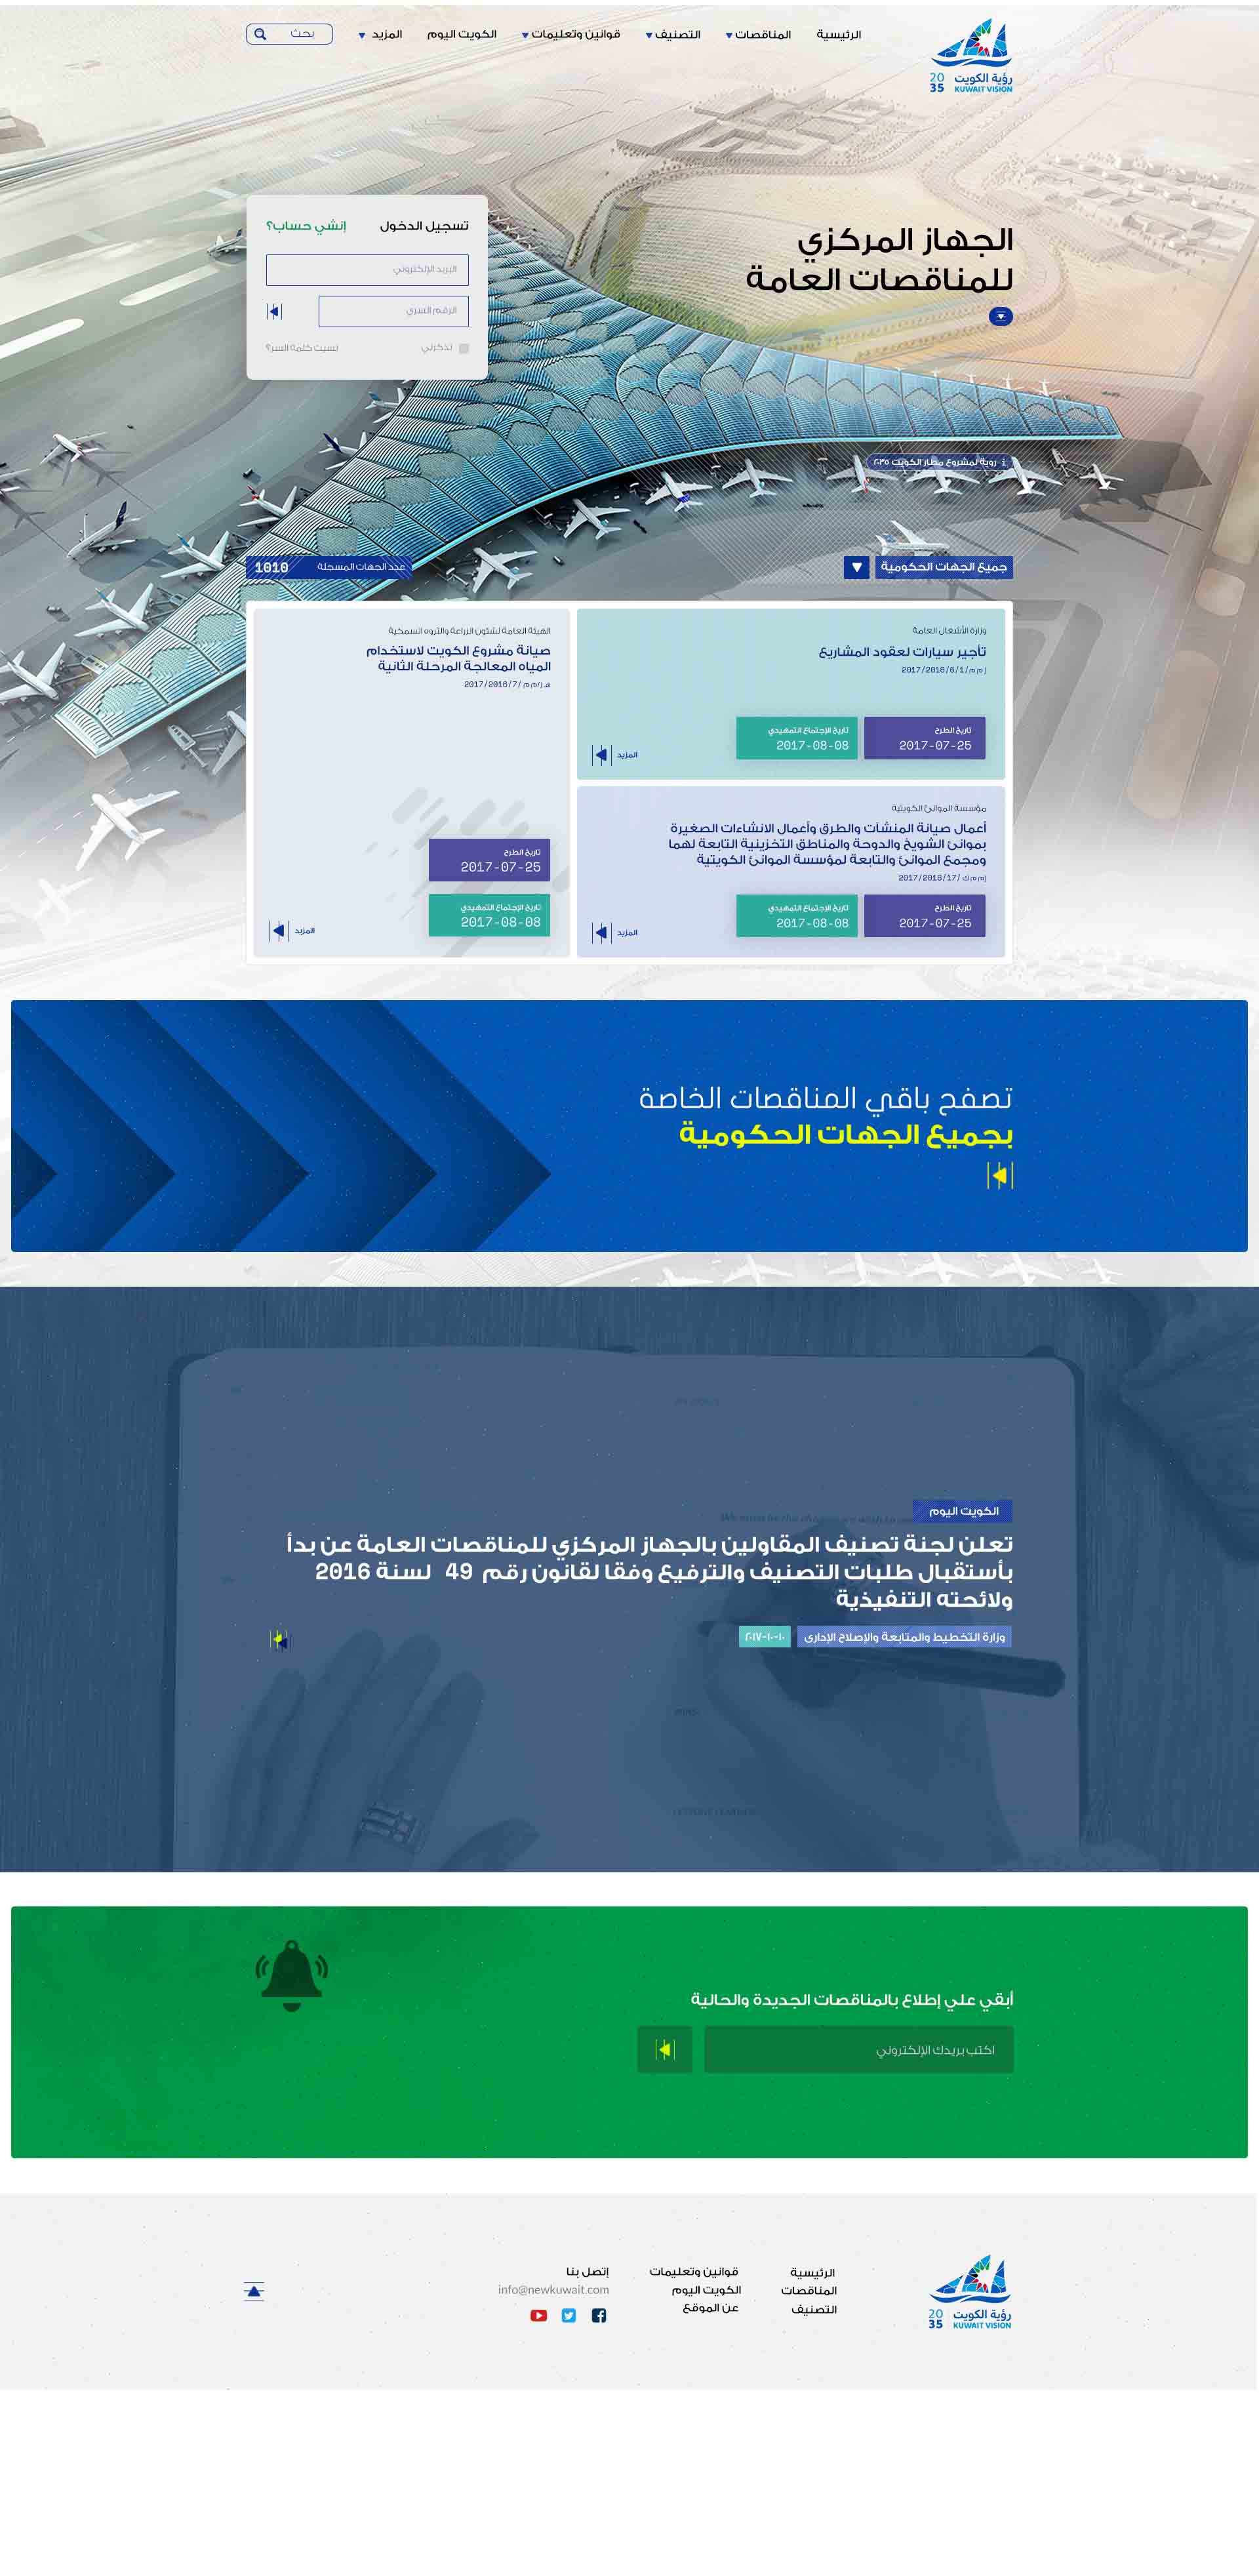 رؤية الكويت
20
35
KUWAIT VISION
الرئيسية
المناقصات
التصنيف
قوانين وتعليمات
الكويت اليوم
المزيد
بحث
الجهاز المركزي
للمناقصات العامة
تسجيل الدخول
إنشي حساب؟
البريد الإلكتروني
الرقم السري
تذكرني
نسيت كلمة السر؟
رؤية لمشروع مطار الكويت ٢٠٣٥
جميع الجهات الحكومية
عدد الجهات المسجلة
1010
وزارة الأشغال العامة
تأجير سيارات لعقود المشاريع
إ م م/1/6/2017/2016
تاريخ الطرح
2017-07-25
تاريخ الإجتماع التمهيدي
2017-08-08
المزيد
مؤسسة الموانئ الكويتية
أعمال صيانة المنشآت والطرق وأعمال الانشاءات الصغيرة
بموانئ الشويخ والدوحة والمناطق التخزينية التابعة لهما
ومجمع الموانئ والتابعة لمؤسسة الموانئ الكويتية
إم م ك /17/2017/2016
تاريخ الطرح
2017-07-25
تاريخ الإجتماع التمهيدي
2017-08-08
المزيد
الهيئة العامة لشئون الزراعة والثروه السمكية
صيانة مشروع الكويت لاستخدام
المياه المعالجة المرحلة الثانية
هـ ز/م م /7/2017/2016
تاريخ الطرح
2017-07-25
تاريخ الإجتماع التمهيدي
2017-08-08
المزيد
تصفح باقي المناقصات الخاصة
بجميع الجهات الحكومية
الكويت اليوم
تعلن لجنة تصنيف المقاولين بالجهاز المركزي للمناقصات العامة عن بدأ
بأستقبال طلبات التصنيف والترفيع وفقا لقانون رقم 49 لسنة 2016
ولائحته التنفيذية
وزارة التخطيط والمتابعة والإصلاح الإدارى
١٠-١٠-٢٠١٧
أبقي علي إطلاع بالمناقصات الجديدة والحالية
اكتب بريدك الإلكتروني
رؤية الكويت
20
35
KUWAIT VISION
الرئيسية
المناقصات
التصنيف
قوانين وتعليمات
الكويت اليوم
عن الموقع
إتصل بنا
info@newkuwait.com